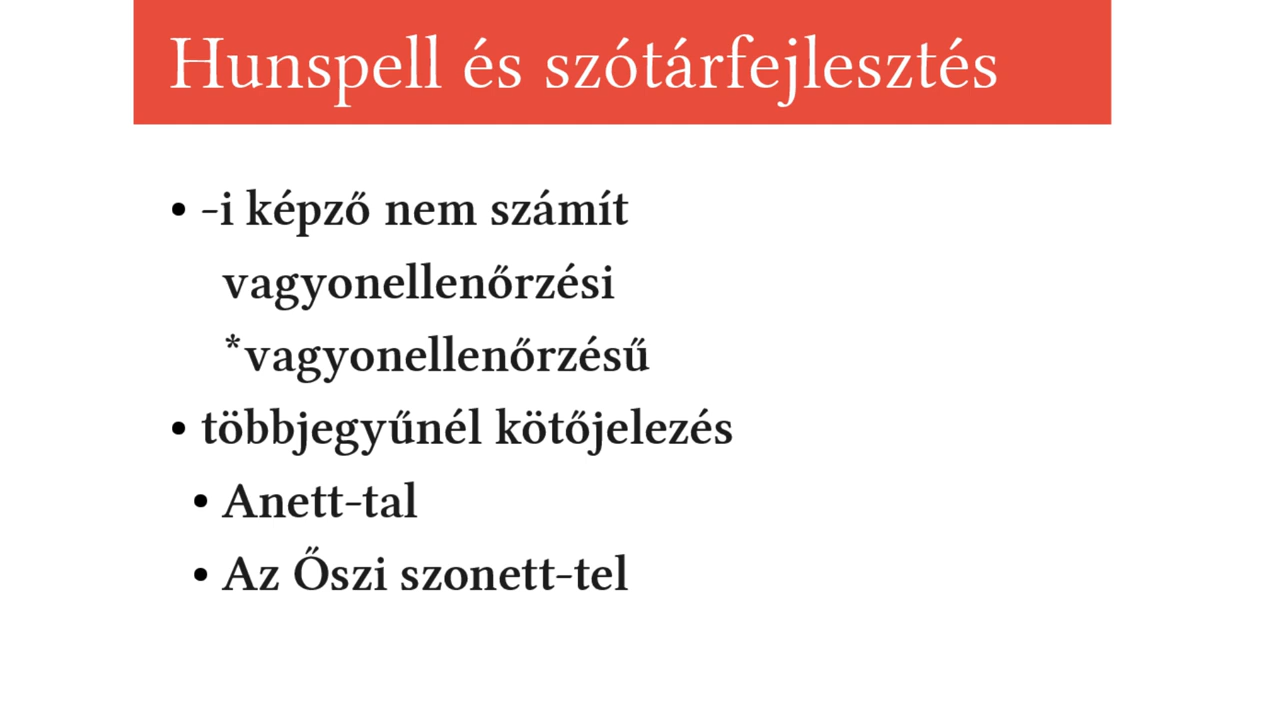 Hunspell és szótárfejlesztés
• -i képző nem számít
vagyonellenőrzési
*vagyonellenőrzésű
• többjegyűnél kötőjelezés
• Anett-tal
• Az Őszi szonett-tel